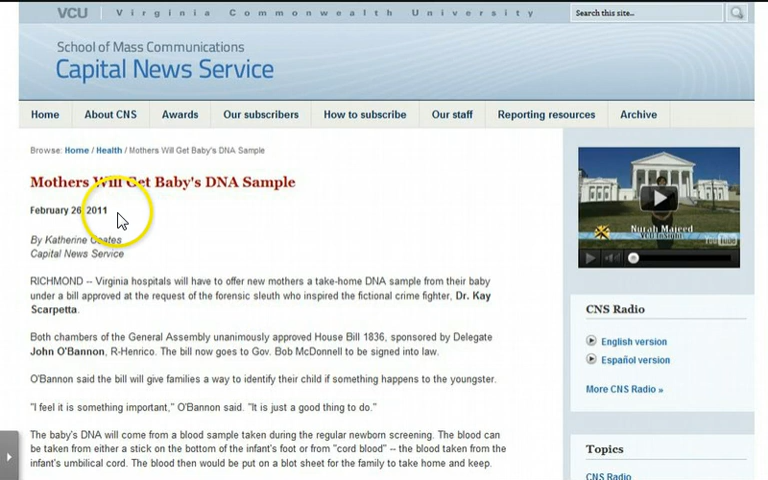 VCU Virginia Commonwealth University
Search this site...
School of Mass Communications
Capital News Service
Home About CNS Awards Our subscribers How to subscribe Our staff Reporting resources Archive
Browse: Home / Health / Mothers Will Get Baby's DNA Sample
Mothers Will Get Baby's DNA Sample
February 26, 2011
By Katherine Coates
Capital News Service
RICHMOND -- Virginia hospitals will have to offer new mothers a take-home DNA sample from their baby
under a bill approved at the request of the forensic sleuth who inspired the fictional crime fighter, Dr. Kay
Scarpetta.
Both chambers of the General Assembly unanimously approved House Bill 1836, sponsored by Delegate
John O'Bannon, R-Henrico. The bill now goes to Gov. Bob McDonnell to be signed into law.
O'Bannon said the bill will give families a way to identify their child if something happens to the youngster.
"I feel it is something important," O'Bannon said. "It is just a good thing to do."
The baby's DNA will come from a blood sample taken during the regular newborn screening. The blood can
be taken from either a stick on the bottom of the infant's foot or from "cord blood" -- the blood taken from the
infant's umbilical cord. The blood then would be put on a blot sheet for the family to take home and keep.
Nurah Majeed
VCU InSight
YouTube
CNS Radio
English version
Español version
More CNS Radio »
Topics
CNS Radio